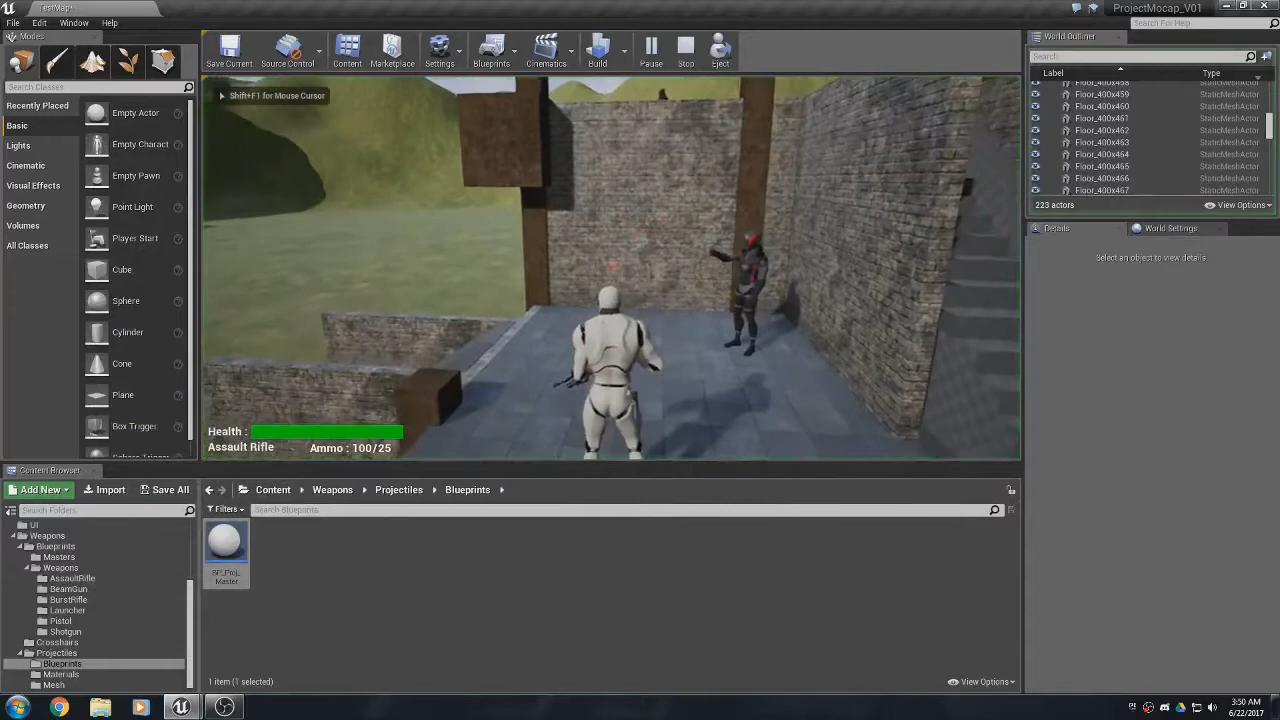 TestMap*
ProjectMocap_V01
File Edit Window Help
Search For Help
Modes
Save Current
Source Control
Content
Marketplace
Settings
Blueprints
Cinematics
Build
Pause
Stop
Eject
World Outliner
Search
Label Type
Search Classes
Recently Placed
Basic
Lights
Cinematic
Visual Effects
Geometry
Volumes
All Classes
Empty Actor
Empty Charact
Empty Pawn
Point Light
Player Start
Cube
Sphere
Cylinder
Cone
Plane
Box Trigger
Shift+F1 for Mouse Cursor
Health :
Assault Rifle Ammo : 100/25
Floor_400x458 StaticMeshActor
Floor_400x459 StaticMeshActor
Floor_400x460 StaticMeshActor
Floor_400x461 StaticMeshActor
Floor_400x462 StaticMeshActor
Floor_400x463 StaticMeshActor
Floor_400x464 StaticMeshActor
Floor_400x465 StaticMeshActor
Floor_400x466 StaticMeshActor
Floor_400x467 StaticMeshActor
223 actors View Options
Details World Settings
Select an object to view details
Content Browser
Add New Import Save All
Content Weapons Projectiles Blueprints
Search Folders
Filters Search Blueprints
UI
Weapons
Blueprints
Masters
Weapons
AssaultRifle
BeamGun
BurstRifle
Launcher
Pistol
Shotgun
Crosshairs
Projectiles
Blueprints
Materials
Mesh
BP_Proj_
Master
1 item (1 selected) View Options
3:50 AM
6/22/2017